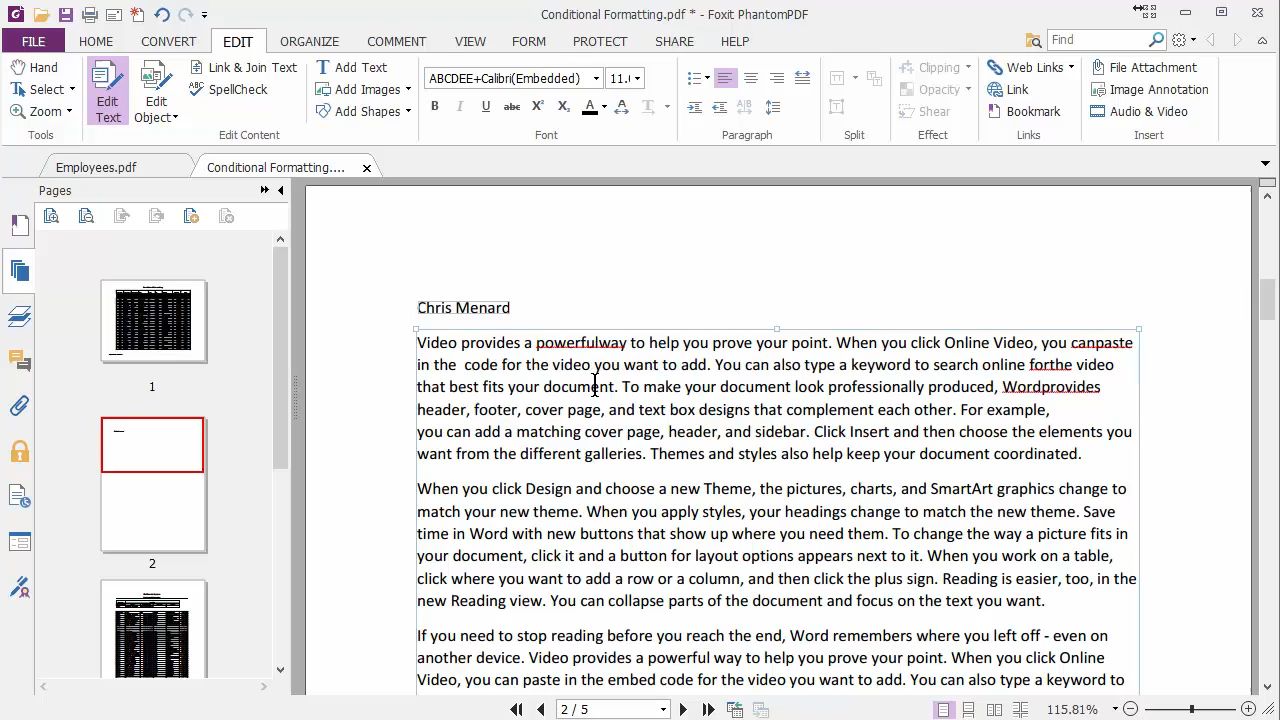 Conditional Formatting.pdf * - Foxit PhantomPDF
FILE HOME CONVERT EDIT ORGANIZE COMMENT VIEW FORM PROTECT SHARE HELP Find
Hand
Select
Zoom
Tools
Edit Text
Edit Object
Link & Join Text
SpellCheck
Add Text
Add Images
Add Shapes
Edit Content
ABCDEE+Calibri(Embedded) 11.
B I U abc X² X₂ A A T
Font
Paragraph
Split
Clipping
Opacity
Shear
Effect
Web Links
Link
Bookmark
Links
File Attachment
Image Annotation
Audio & Video
Insert
Employees.pdf Conditional Formatting....
Pages
1
2
Chris Menard
Video provides a powerfulway to help you prove your point. When you click Online Video, you canpaste
in the  code for the video you want to add. You can also type a keyword to search online forthe video
that best fits your document. To make your document look professionally produced, Wordprovides
header, footer, cover page, and text box designs that complement each other. For example,
you can add a matching cover page, header, and sidebar. Click Insert and then choose the elements you
want from the different galleries. Themes and styles also help keep your document coordinated.
When you click Design and choose a new Theme, the pictures, charts, and SmartArt graphics change to
match your new theme. When you apply styles, your headings change to match the new theme. Save
time in Word with new buttons that show up where you need them. To change the way a picture fits in
your document, click it and a button for layout options appears next to it. When you work on a table,
click where you want to add a row or a column, and then click the plus sign. Reading is easier, too, in the
new Reading view. You can collapse parts of the document and focus on the text you want.
If you need to stop reading before you reach the end, Word remembers where you left off - even on
another device. Video provides a powerful way to help you prove your point. When you click Online
Video, you can paste in the embed code for the video you want to add. You can also type a keyword to
2 / 5
115.81%